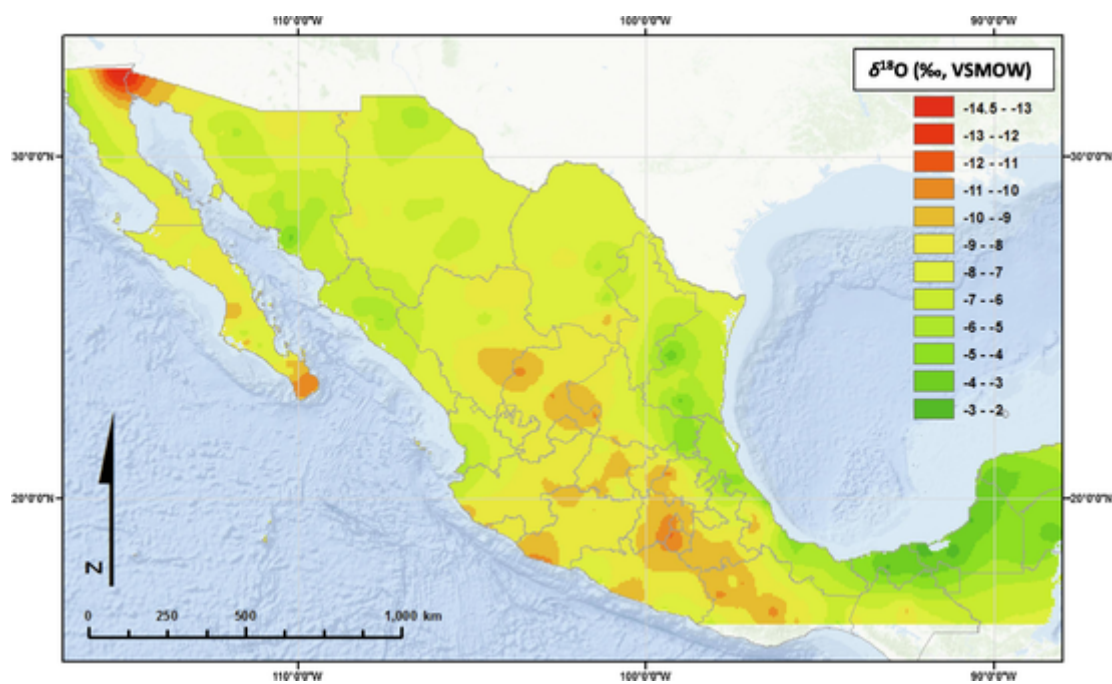 110°0'0"W 100°0'0"W 90°0'0"W
δ¹⁸O (‰, VSMOW)
-14.5 - -13
-13 - -12
-12 - -11
-11 - -10
-10 - -9
-9 - -8
-8 - -7
-7 - -6
-6 - -5
-5 - -4
-4 - -3
-3 - -2
30°0'0"N 30°0'0"N
20°0'0"N 20°0'0"N
N
0 250 500 1,000 km
110°0'0"W 100°0'0"W 90°0'0"W